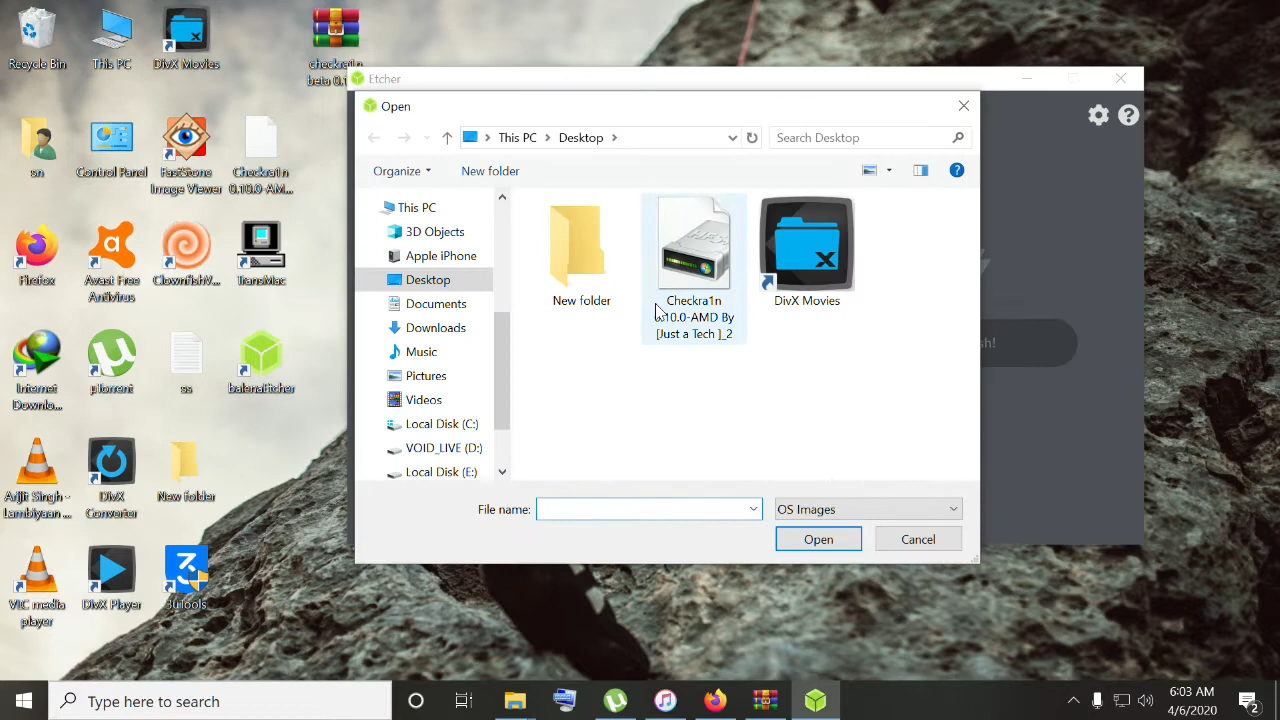 Recycle Bin
This PC
DivX Movies
checkra1n
beta 0.1
sn
Control Panel
FastStone
Image Viewer
Checkra1n
0.10.0-AM...
Firefox
Avast Free
Antivirus
ClownfishV...
TransMac
Internet
Downlo...
µTorrent
ss
balenaEtcher
Arijit Singh -
Lambiyaan ...
DivX
Converter
New folder
VLC media
player
DivX Player
3uTools
Etcher
Open
This PC
Desktop
Search Desktop
Organize
New folder
This PC
3D Objects
Apple iPhone
Desktop
Documents
Downloads
Music
Pictures
Videos
Local Disk (C:)
VOID_LIVE (D:)
Local Disk (E:)
New folder
Checkra1n
0.10.0-AMD By
[Just a Tech ]_2
DivX Movies
File name:
OS Images
Open
Cancel
sh!
Type here to search
6:03 AM
4/6/2020
2